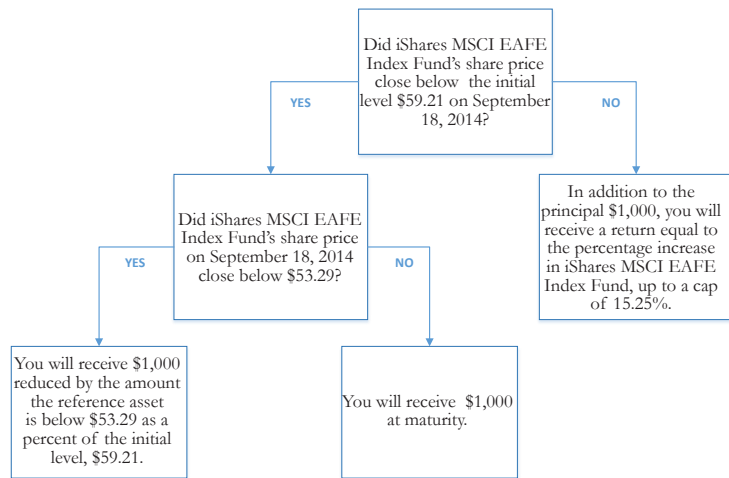 Did iShares MSCI EAFE
Index Fund's share price
close below the initial
level $59.21 on September
18, 2014?
YES
NO
Did iShares MSCI EAFE
Index Fund's share price
on September 18, 2014
close below $53.29?
In addition to the
principal $1,000, you will
receive a return equal to
the percentage increase
in iShares MSCI EAFE
Index Fund, up to a cap
of 15.25%.
YES
NO
You will receive $1,000
reduced by the amount
the reference asset
is below $53.29 as a
percent of the initial
level, $59.21.
You will receive $1,000
at maturity.